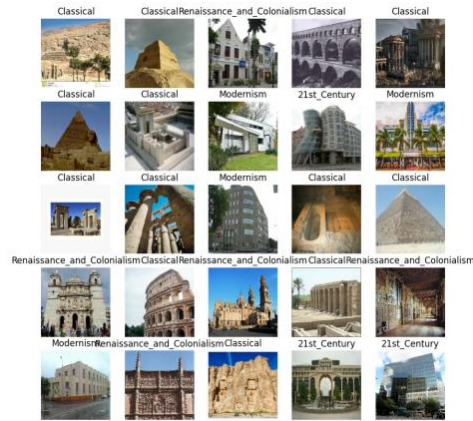 Classical Classical Renaissance_and_Colonialism Classical Classical
Classical Classical Modernism 21st_Century Modernism
Classical Classical Modernism Classical Classical
Renaissance_and_Colonialism Classical Renaissance_and_Colonialism Classical Renaissance_and_Colonialism
Modernism Renaissance_and_Colonialism Classical 21st_Century 21st_Century